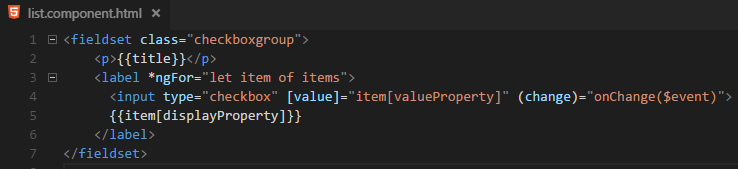 list.component.html ×
1 <fieldset class="checkboxgroup">
2     <p>{{title}}</p>
3     <label *ngFor="let item of items">
4       <input type="checkbox" [value]="item[valueProperty]" (change)="onChange($event)">
5       {{item[displayProperty]}}
6     </label>
7 </fieldset>